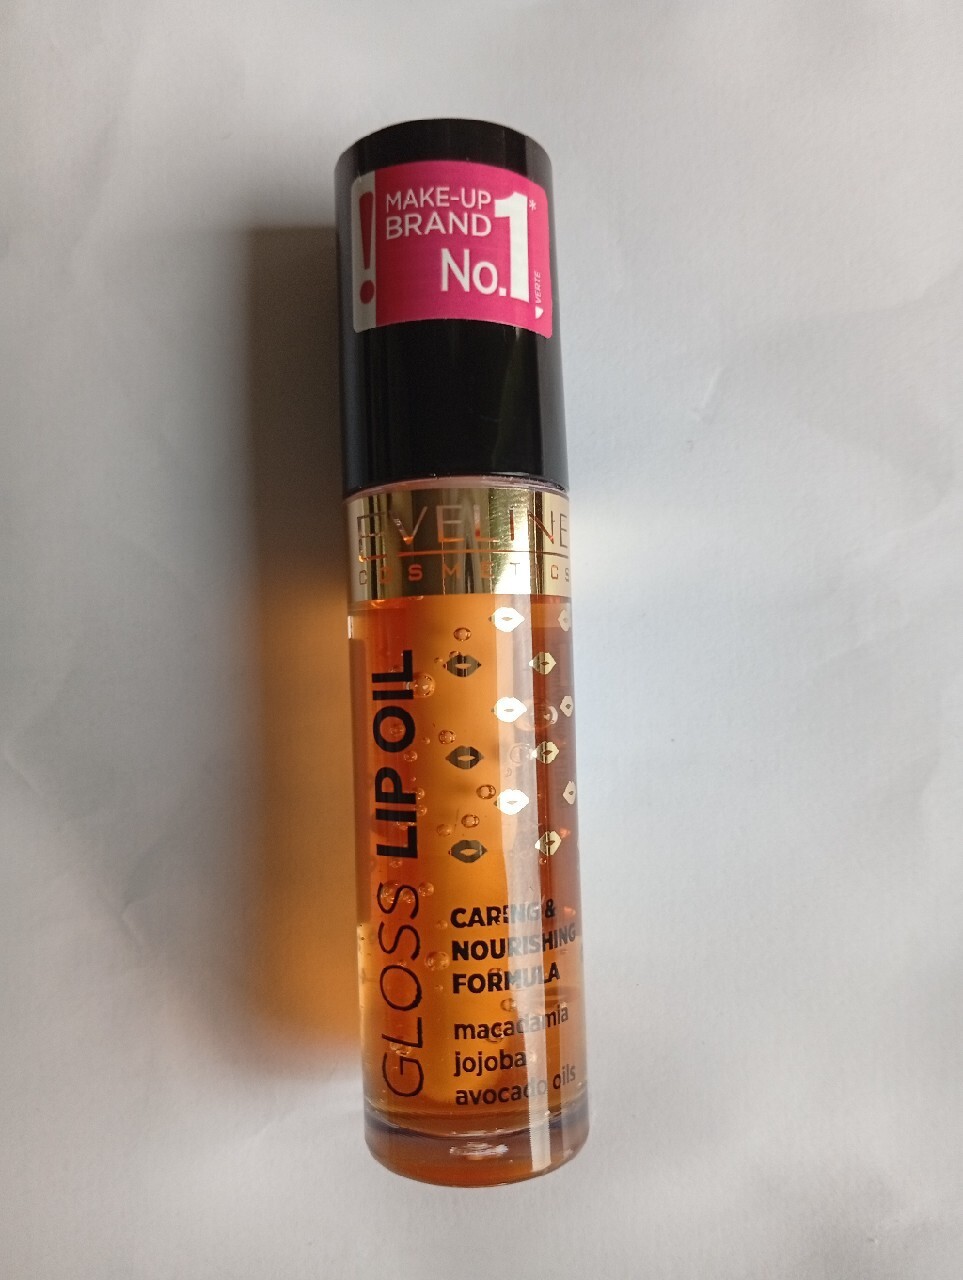 !
MAKE-UP
BRAND
No.1*
VERTE
EVELINE
COSMETICS
GLOSS LIP OIL
CARING &
NOURISHING
FORMULA
macadamia
jojoba
avocado oils